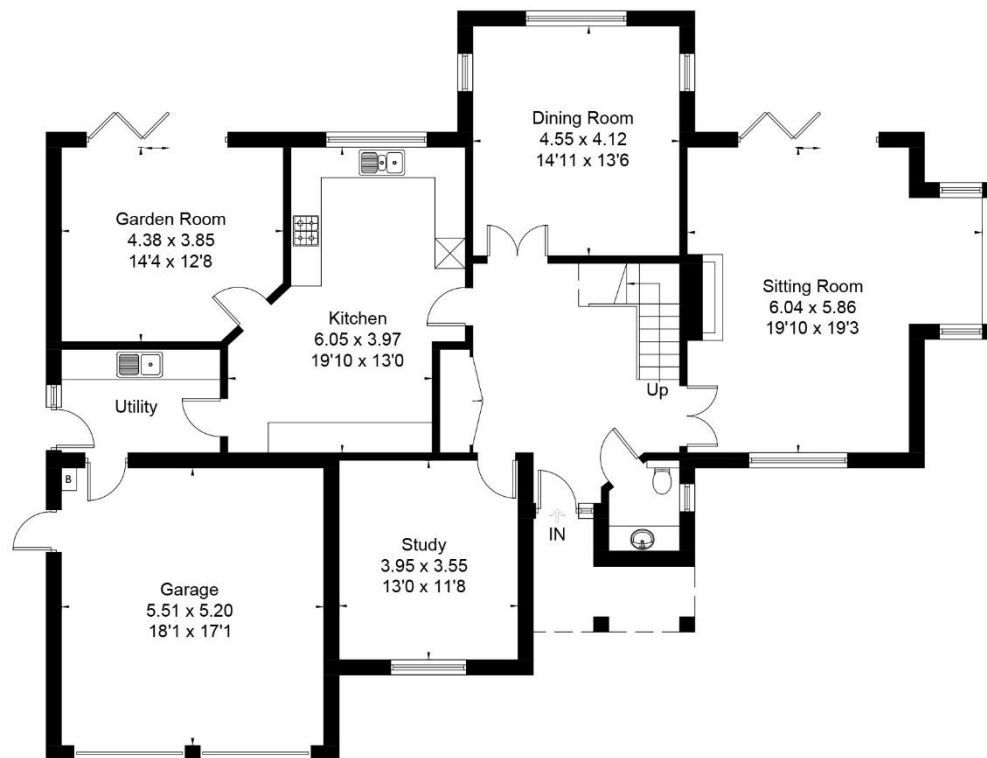 Dining Room
4.55 x 4.12
14'11 x 13'6
Garden Room
4.38 x 3.85
14'4 x 12'8
Sitting Room
6.04 x 5.86
19'10 x 19'3
Kitchen
6.05 x 3.97
19'10 x 13'0
Up
Utility
B
IN
Study
3.95 x 3.55
13'0 x 11'8
Garage
5.51 x 5.20
18'1 x 17'1